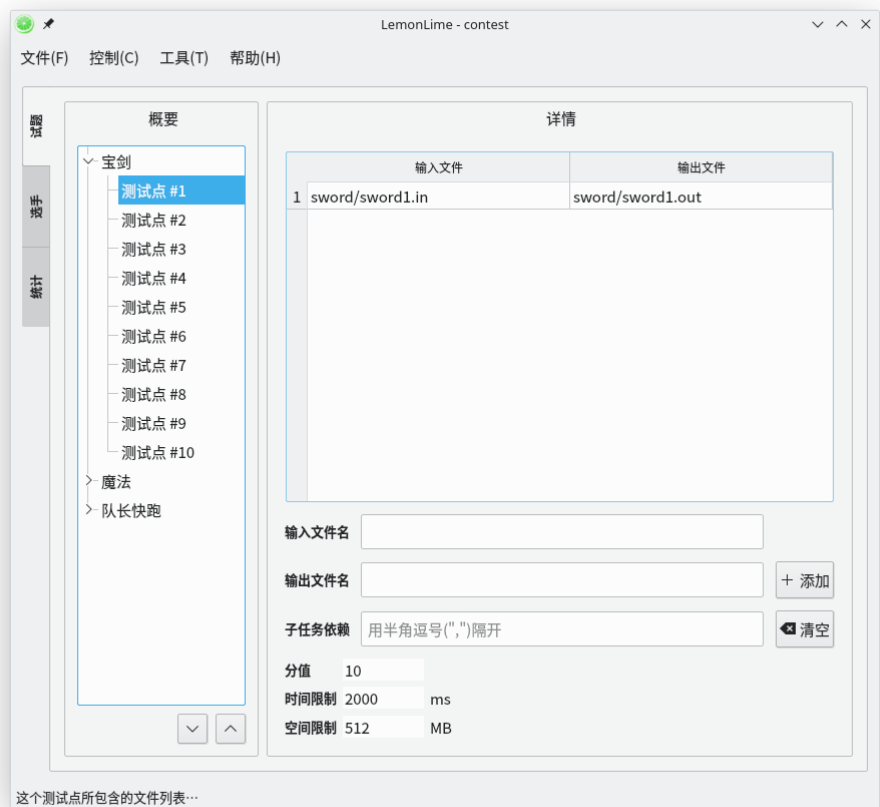 LemonLime - contest
文件(F) 控制(C) 工具(T) 帮助(H)
试题
选手
统计
概要
宝剑
测试点 #1
测试点 #2
测试点 #3
测试点 #4
测试点 #5
测试点 #6
测试点 #7
测试点 #8
测试点 #9
测试点 #10
魔法
队长快跑
详情
输入文件 输出文件
1 sword/sword1.in sword/sword1.out
输入文件名
输出文件名 + 添加
子任务依赖 用半角逗号(",")隔开 清空
分值 10
时间限制 2000 ms
空间限制 512 MB
这个测试点所包含的文件列表…